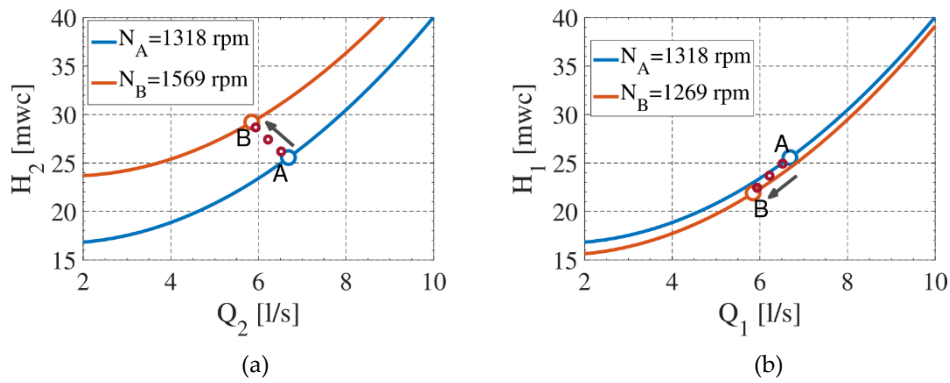 40
35
30
25
20
15
H2 [mwc]
NA=1318 rpm
NB=1569 rpm
B
A
2 4 6 8 10
Q2 [l/s]
(a)
40
35
30
25
20
15
H1 [mwc]
NA=1318 rpm
NB=1269 rpm
A
B
2 4 6 8 10
Q1 [l/s]
(b)